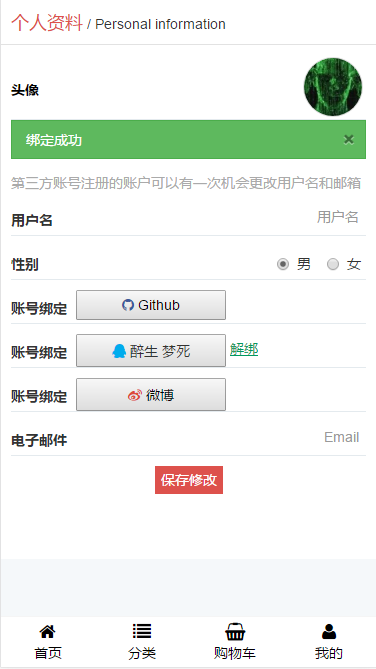 个人资料 / Personal information
头像
绑定成功 ×
第三方账号注册的账户可以有一次机会更改用户名和邮箱
用户名 用户名
性别 男 女
账号绑定 Github
账号绑定 醉生 梦死 解绑
账号绑定 微博
电子邮件 Email
保存修改
首页 分类 购物车 我的